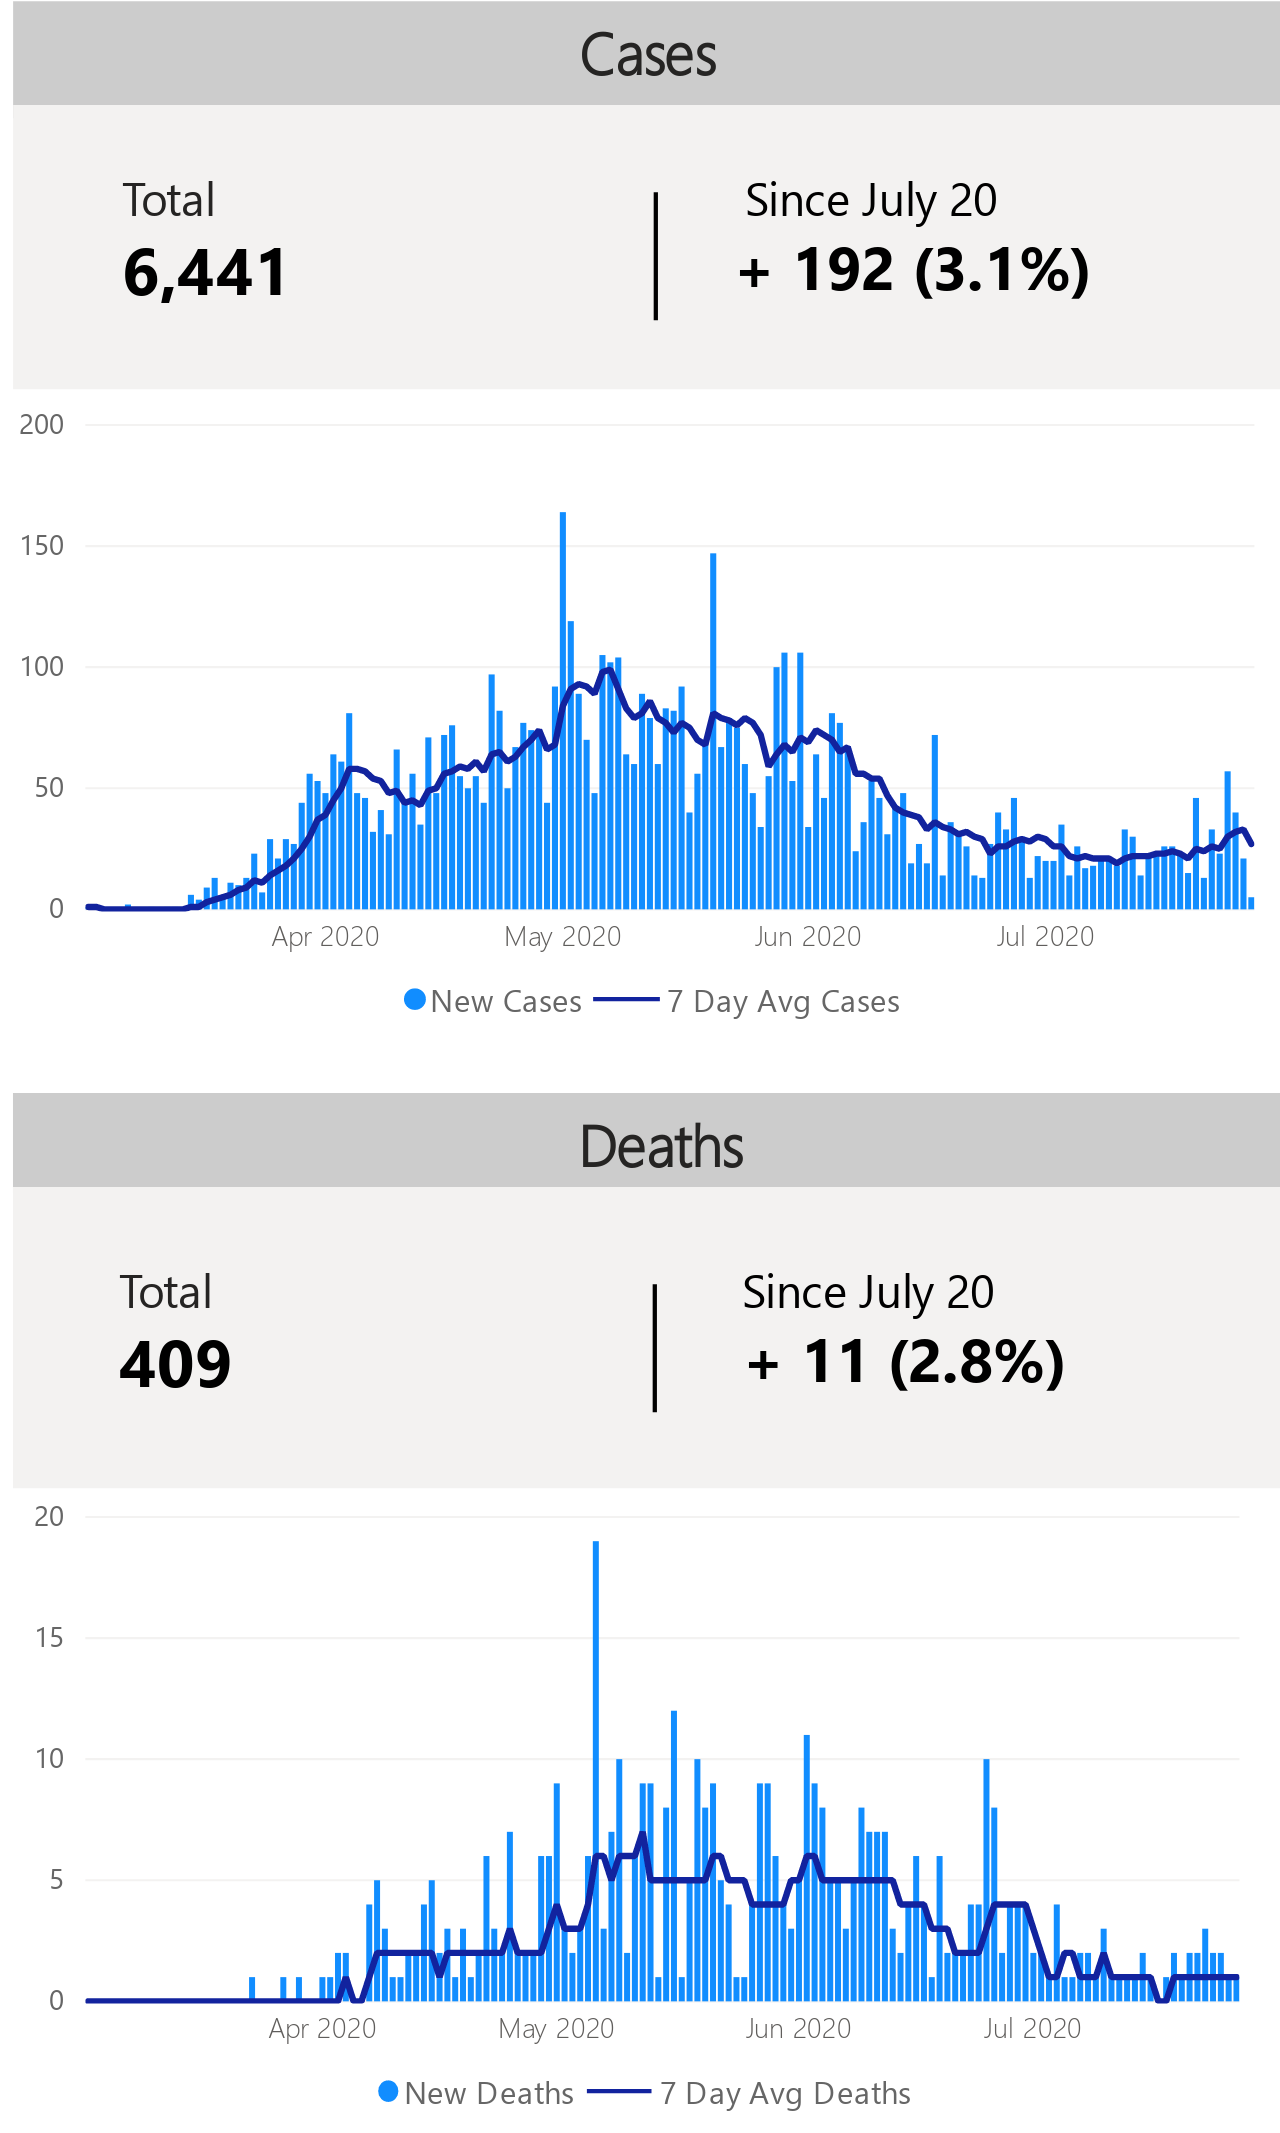 Cases
Total
Since July 20
6,441
+ 192 (3.1%)
200
150
100
50
0
Apr 2020
May 2020
Jun 2020
Jul 2020
New Cases
7 Day Avg Cases
Deaths
Total
Since July 20
409
+ 11 (2.8%)
20
15
10
5
0
Apr 2020
May 2020
Jun 2020
Jul 2020
New Deaths
7 Day Avg Deaths